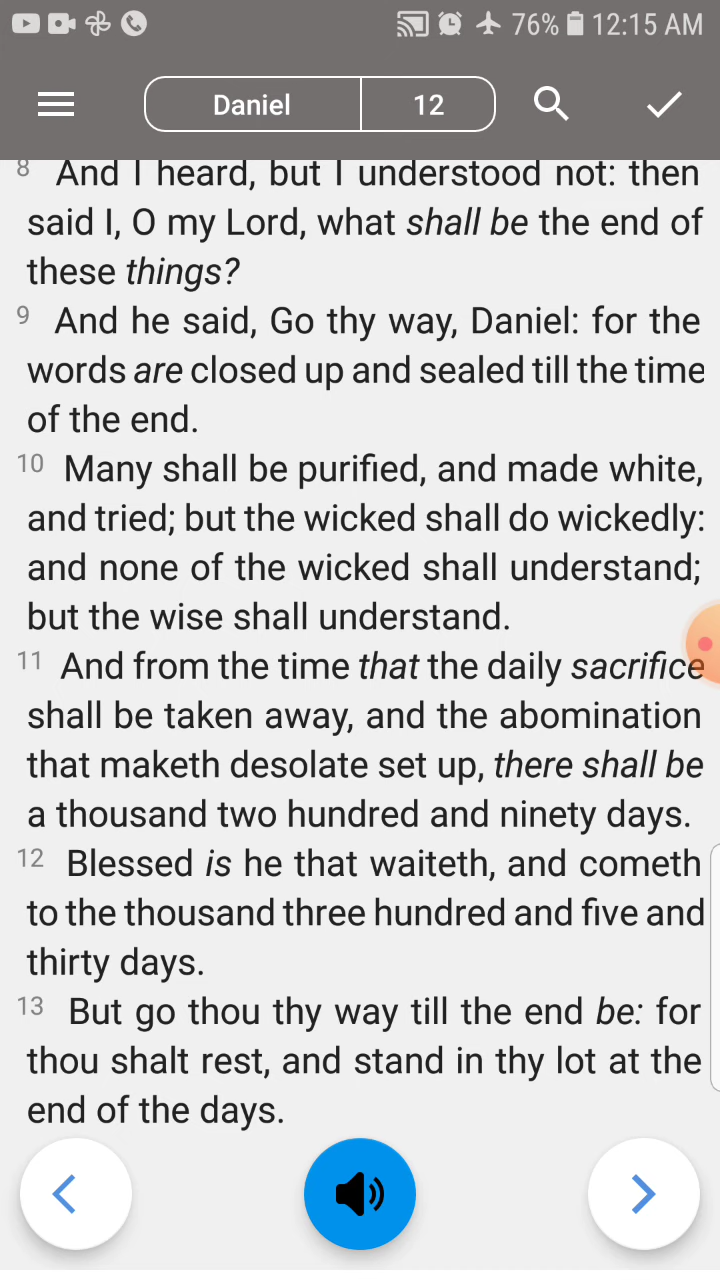 76% 12:15 AM
Daniel 12
8 And I heard, but I understood not: then
said I, O my Lord, what shall be the end of
these things?
9 And he said, Go thy way, Daniel: for the
words are closed up and sealed till the time
of the end.
10 Many shall be purified, and made white,
and tried; but the wicked shall do wickedly:
and none of the wicked shall understand;
but the wise shall understand.
11 And from the time that the daily sacrifice
shall be taken away, and the abomination
that maketh desolate set up, there shall be
a thousand two hundred and ninety days.
12 Blessed is he that waiteth, and cometh
to the thousand three hundred and five and
thirty days.
13 But go thou thy way till the end be: for
thou shalt rest, and stand in thy lot at the
end of the days.